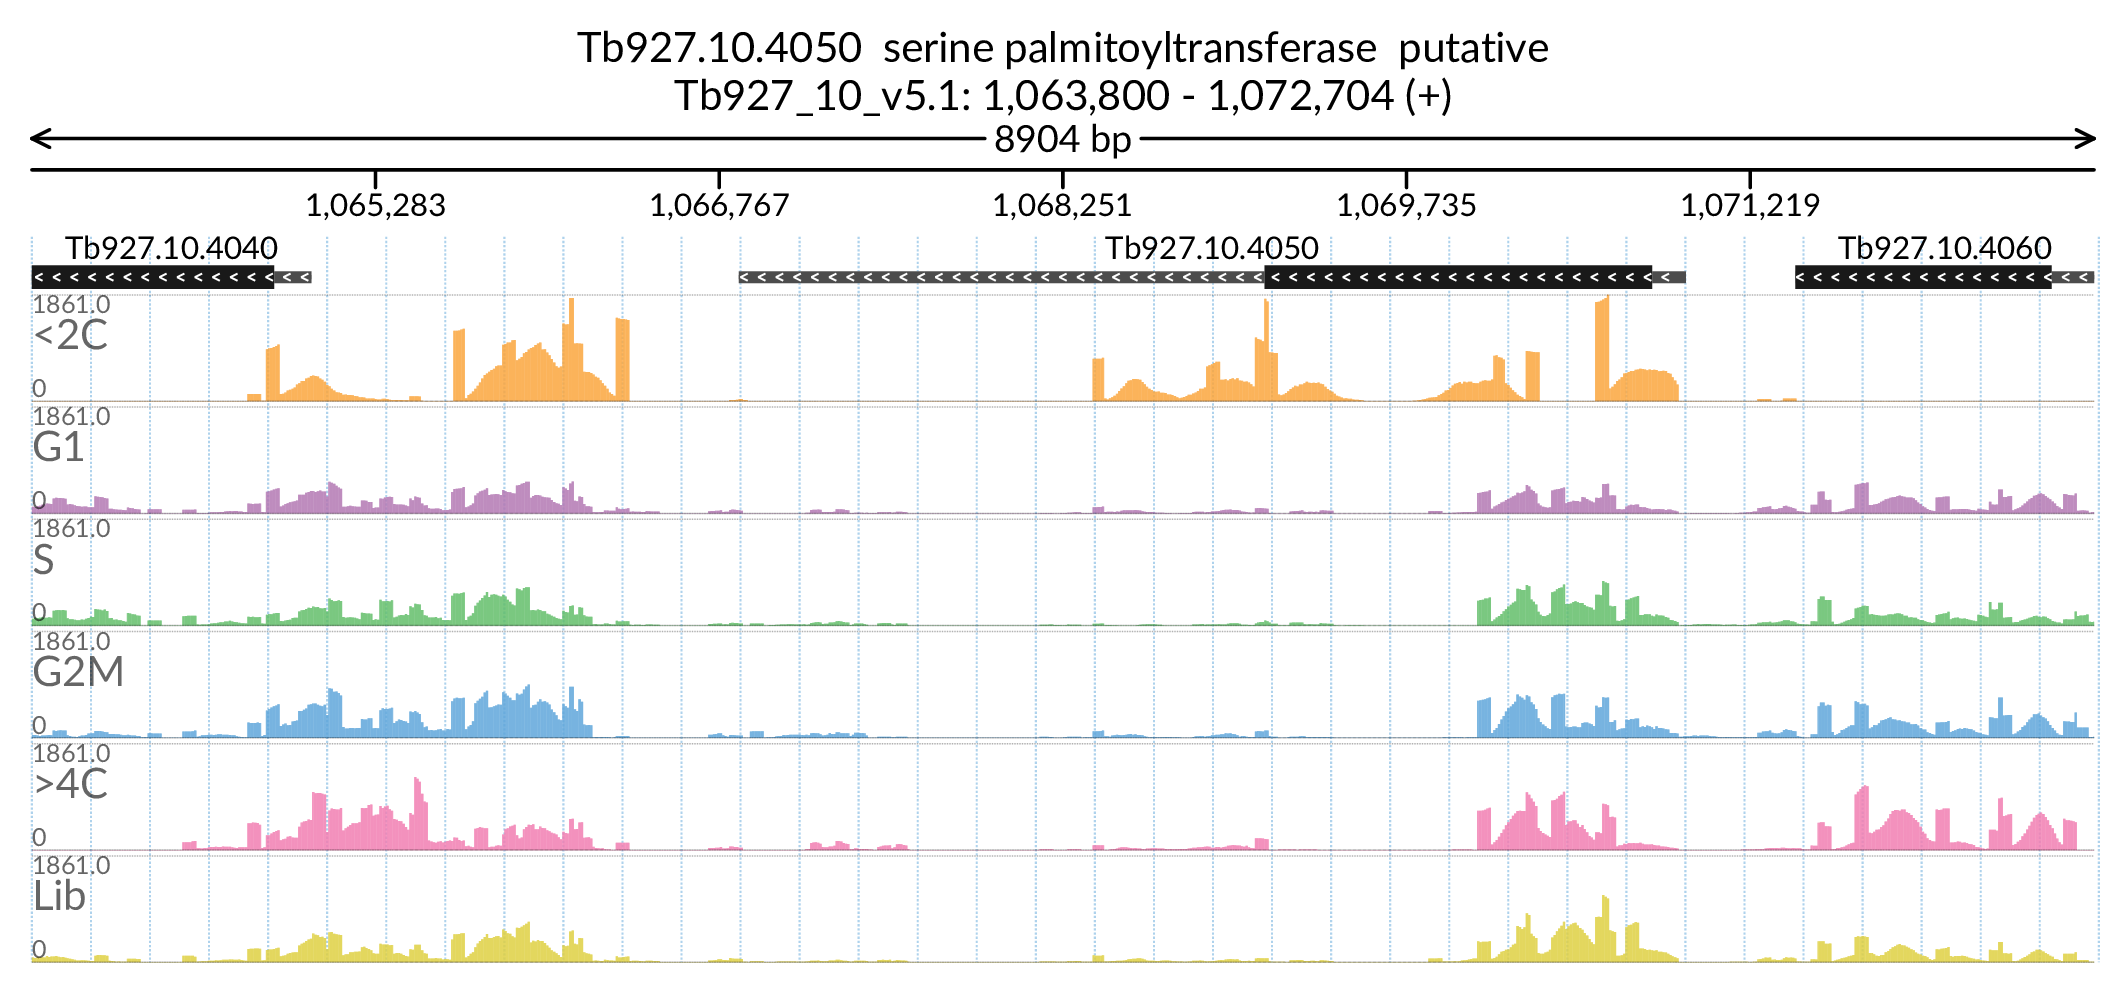 Tb927.10.4050 serine palmitoyltransferase putative
Tb927_10_v5.1: 1,063,800 - 1,072,704 (+)
8904 bp
1,065,283 1,066,767 1,068,251 1,069,735 1,071,219
Tb927.10.4040 Tb927.10.4050 Tb927.10.4060
1861.0
<2C
0
1861.0
G1
0
1861.0
S
0
1861.0
G2M
0
1861.0
>4C
0
1861.0
Lib
0